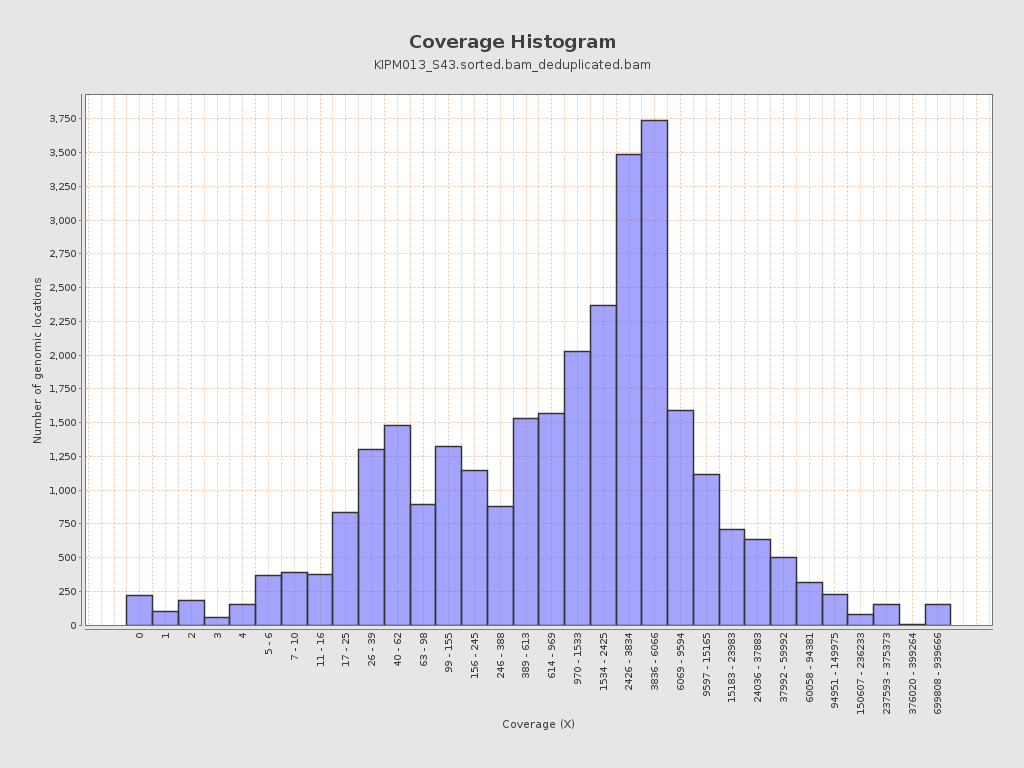 Coverage Histogram
KIPM013_S43.sorted.bam_deduplicated.bam
Number of genomic locations
3,750
3,500
3,250
3,000
2,750
2,500
2,250
2,000
1,750
1,500
1,250
1,000
750
500
250
0
0
1
2
3
4
5 - 6
7 - 10
11 - 16
17 - 25
26 - 39
40 - 62
63 - 98
99 - 155
156 - 245
246 - 388
389 - 613
614 - 969
970 - 1533
1534 - 2425
2426 - 3834
3836 - 6066
6069 - 9594
9597 - 15165
15183 - 23983
24036 - 37883
37992 - 59992
60058 - 94381
94951 - 149975
150607 - 236233
237593 - 375373
376020 - 399264
699808 - 939666
Coverage (X)